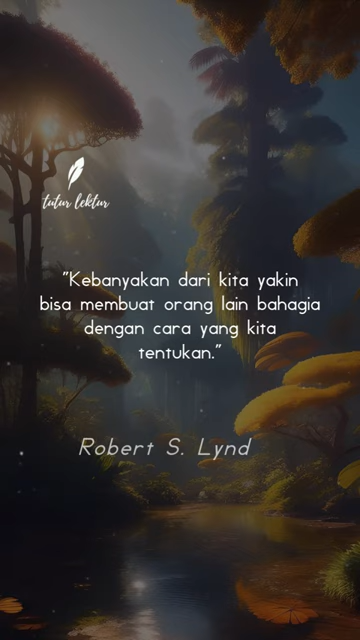 tutur lektur
"Kebanyakan dari kita yakin
bisa membuat orang lain bahagia
dengan cara yang kita
tentukan."
Robert S. Lynd